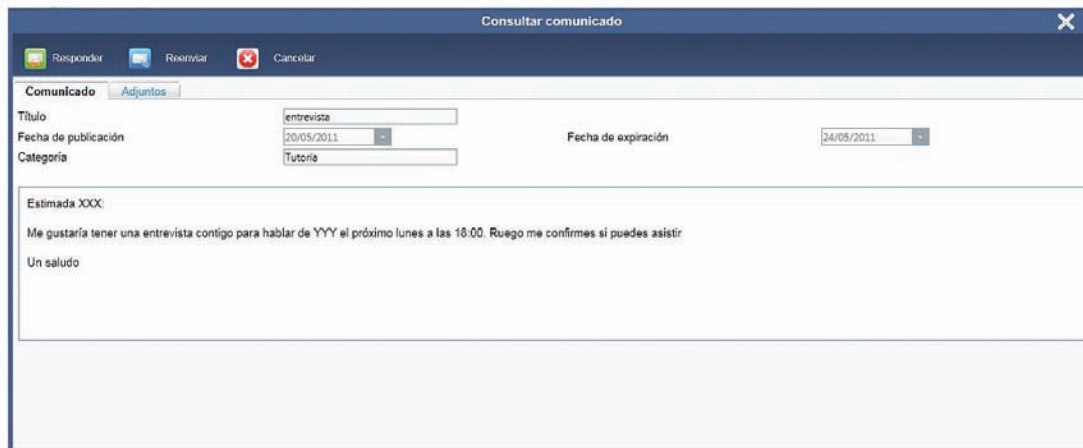 Consultar comunicado
Responder Reenviar Cancelar
Comunicado Adjuntos
Título entrevista
Fecha de publicación 20/05/2011 Fecha de expiración 24/05/2011
Categoría Tutoría
Estimada XXX:
Me gustaría tener una entrevista contigo para hablar de YYY el próximo lunes a las 18:00. Ruego me confirmes si puedes asistir
Un saludo